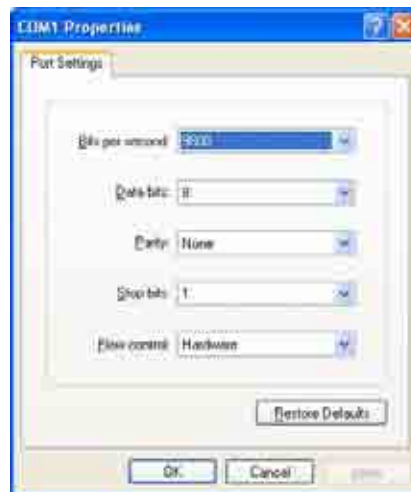 COM1 Properties
Port Settings
Bits per second: 9600
Data bits: 8
Parity: None
Stop bits: 1
Flow control: Hardware
Restore Defaults
OK Cancel